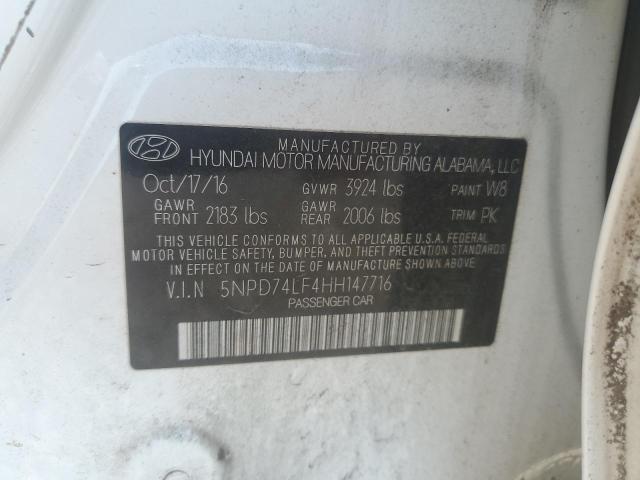 MANUFACTURED BY
HYUNDAI MOTOR MANUFACTURING ALABAMA, LLC
Oct/17/16 GVWR 3924 lbs PAINT W8
GAWR FRONT 2183 lbs GAWR REAR 2006 lbs TRIM PK
THIS VEHICLE CONFORMS TO ALL APPLICABLE U.S.A. FEDERAL
MOTOR VEHICLE SAFETY, BUMPER, AND THEFT PREVENTION STANDARDS
IN EFFECT ON THE DATE OF MANUFACTURE SHOWN ABOVE.
V.I.N 5NPD74LF4HH147716
PASSENGER CAR